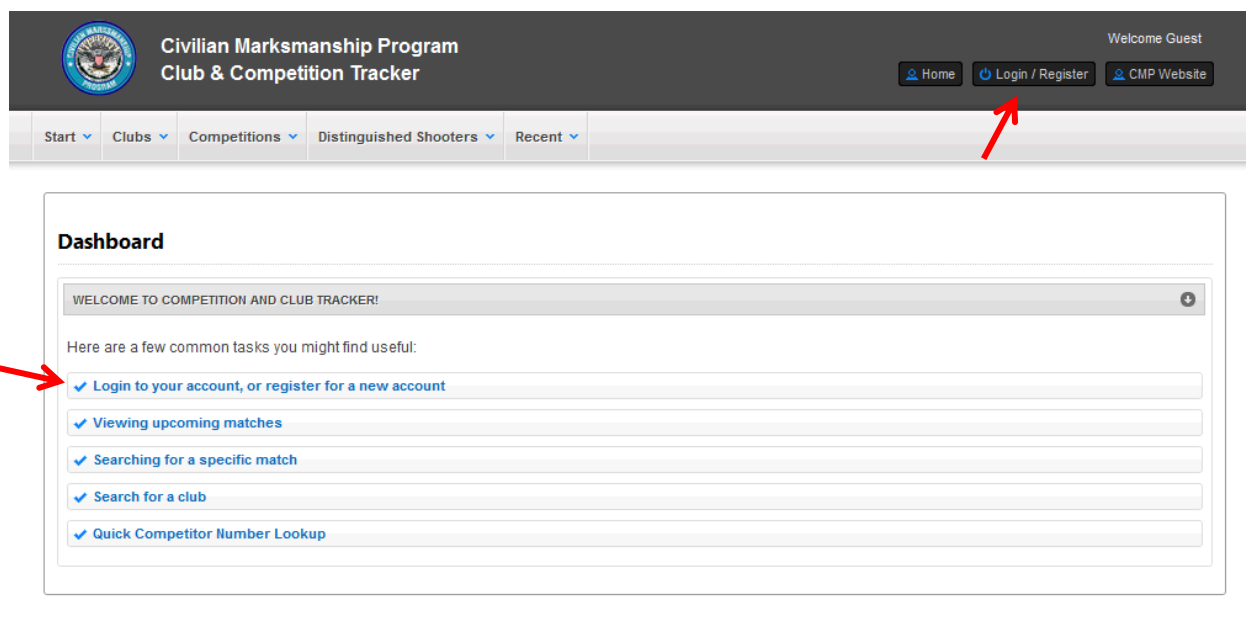 Civilian Marksmanship Program
Club & Competition Tracker
Welcome Guest
Home
Login / Register
CMP Website
Start
Clubs
Competitions
Distinguished Shooters
Recent
Dashboard
WELCOME TO COMPETITION AND CLUB TRACKER!
Here are a few common tasks you might find useful:
Login to your account, or register for a new account
Viewing upcoming matches
Searching for a specific match
Search for a club
Quick Competitor Number Lookup